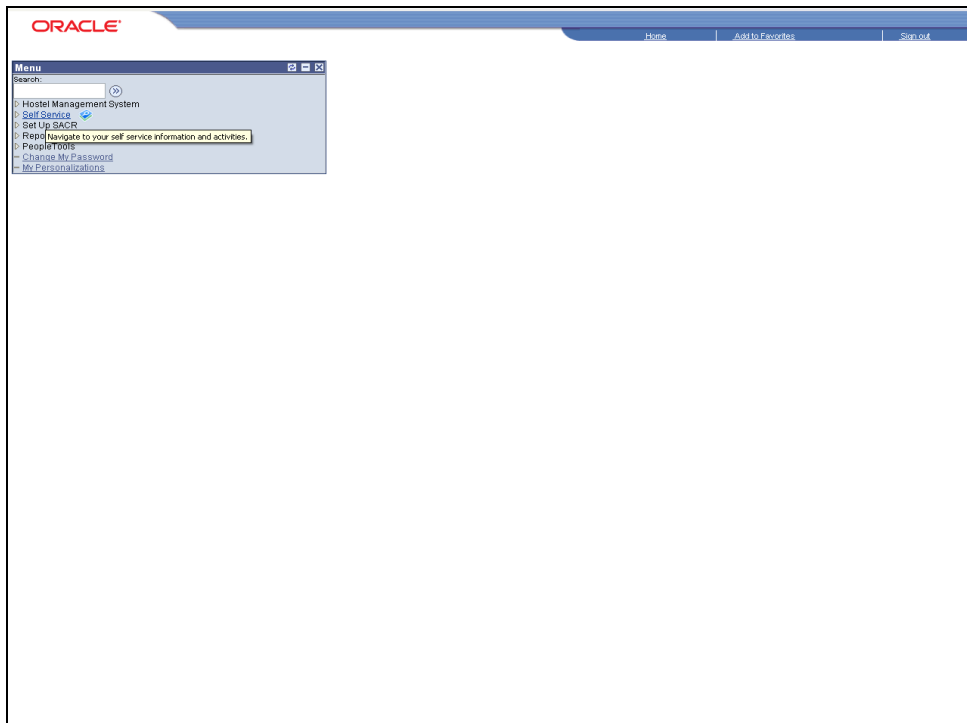 ORACLE
Home Add to Favorites Sign out
Menu
Search:
Hostel Management System
Self Service
Set Up SACR
Repo
Navigate to your self service information and activities.
PeopleTools
Change My Password
My Personalizations